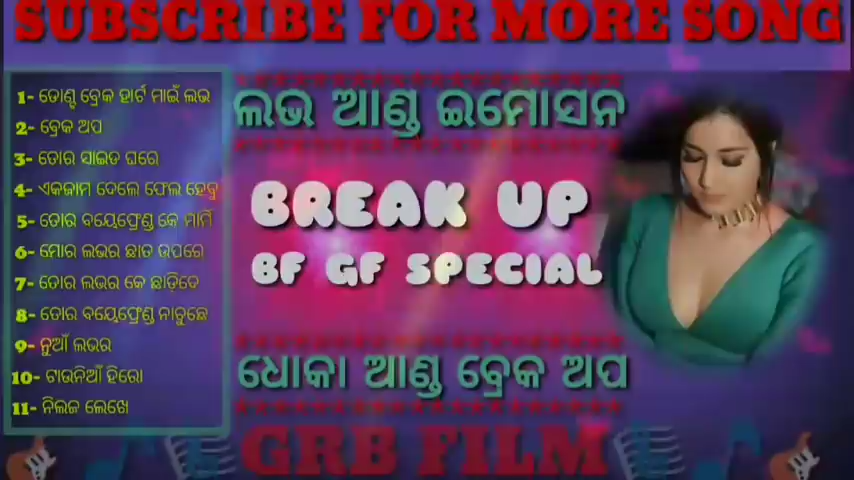 SUBSCRIBE FOR MORE SONG
1- ଡୋଣ୍ଟ ବ୍ରେକ ହାର୍ଟ ମାଇଁ ଲଭ
2- ବ୍ରେକ ଅପ
3- ତୋର ସାଇଡ ଘରେ
4- ଏକଜାମ ଦେଲେ ଫେଲ ହେବୁ
5- ତୋର ବୟେଫ୍ରେଣ୍ଡ କେ ମାର୍ମି
6- ମୋର ଲଭର ଛାତ ଉପରେ
7- ତୋର ଲଭର କେ ଛାଡ଼ିଦେ
8- ତୋର ବୟେଫ୍ରେଣ୍ଡ ନାଚୁଛେ
9- ନୂଆଁ ଲଭର
10- ଟାଉନିଆଁ ହିରୋ
11- ନିଲଜ ଲେଖେ
ଲଭ ଆଣ୍ଡ ଇମୋସନ
BREAK UP
BF GF SPECIAL
ଧୋକା ଆଣ୍ଡ ବ୍ରେକ ଅପ
GRB FILM